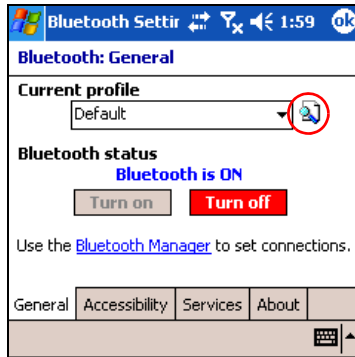 Bluetooth Settir 1:59 ok
Bluetooth: General
Current profile
Default
Bluetooth status
Bluetooth is ON
Turn on Turn off
Use the Bluetooth Manager to set connections.
General Accessibility Services About